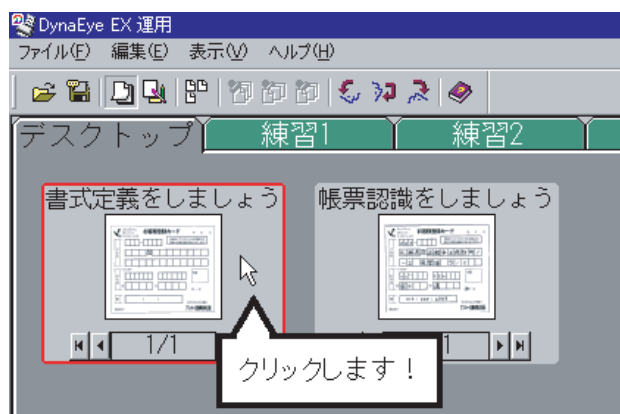 DynaEye EX 運用
ファイル(F) 編集(E) 表示(V) ヘルプ(H)
デスクトップ 練習1 練習2
書式定義をしましょう 帳票認識をしましょう
1/1 1
クリックします！